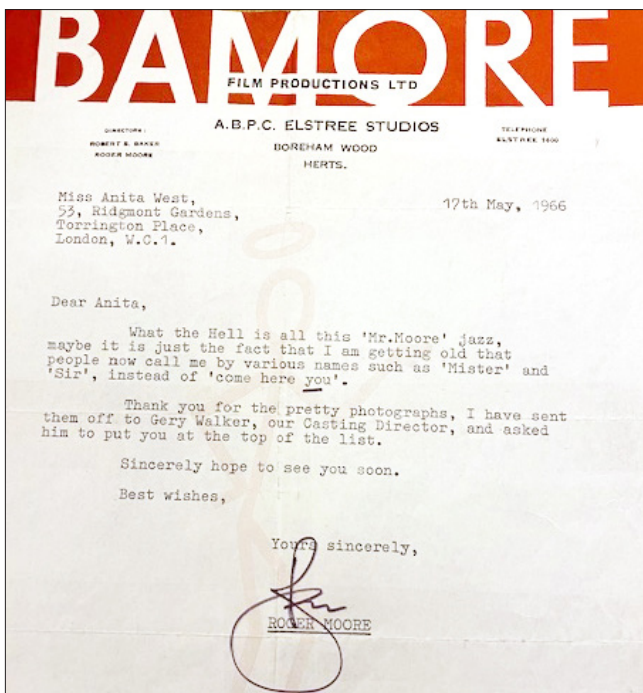 BAMORE
FILM PRODUCTIONS LTD
A.B.P.C. ELSTREE STUDIOS
BOREHAM WOOD
HERTS.
DIRECTORS:
ROBERT S. BAKER
ROGER MOORE
TELEPHONE
ELSTREE 1600
Miss Anita West,
53, Ridgmont Gardens,
Torrington Place,
London, W.C.1.
17th May, 1966
Dear Anita,
What the Hell is all this 'Mr.Moore' jazz,
maybe it is just the fact that I am getting old that
people now call me by various names such as 'Mister' and
'Sir', instead of 'come here you'.
Thank you for the pretty photographs, I have sent
them off to Gery Walker, our Casting Director, and asked
him to put you at the top of the list.
Sincerely hope to see you soon.
Best wishes,
Yours sincerely,
ROGER MOORE